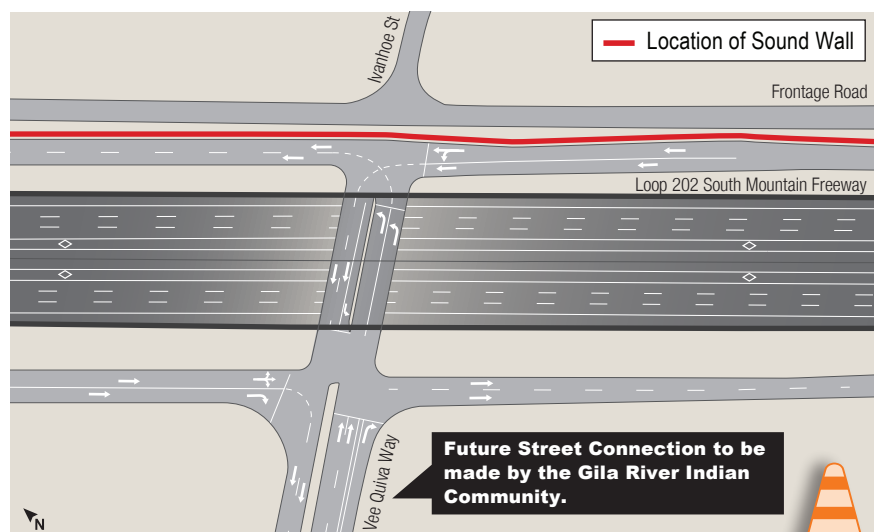 Ivanhoe St
Location of Sound Wall
Frontage Road
Loop 202 South Mountain Freeway
Future Street Connection to be
made by the Gila River Indian
Community.
Vee Quiva Way
N